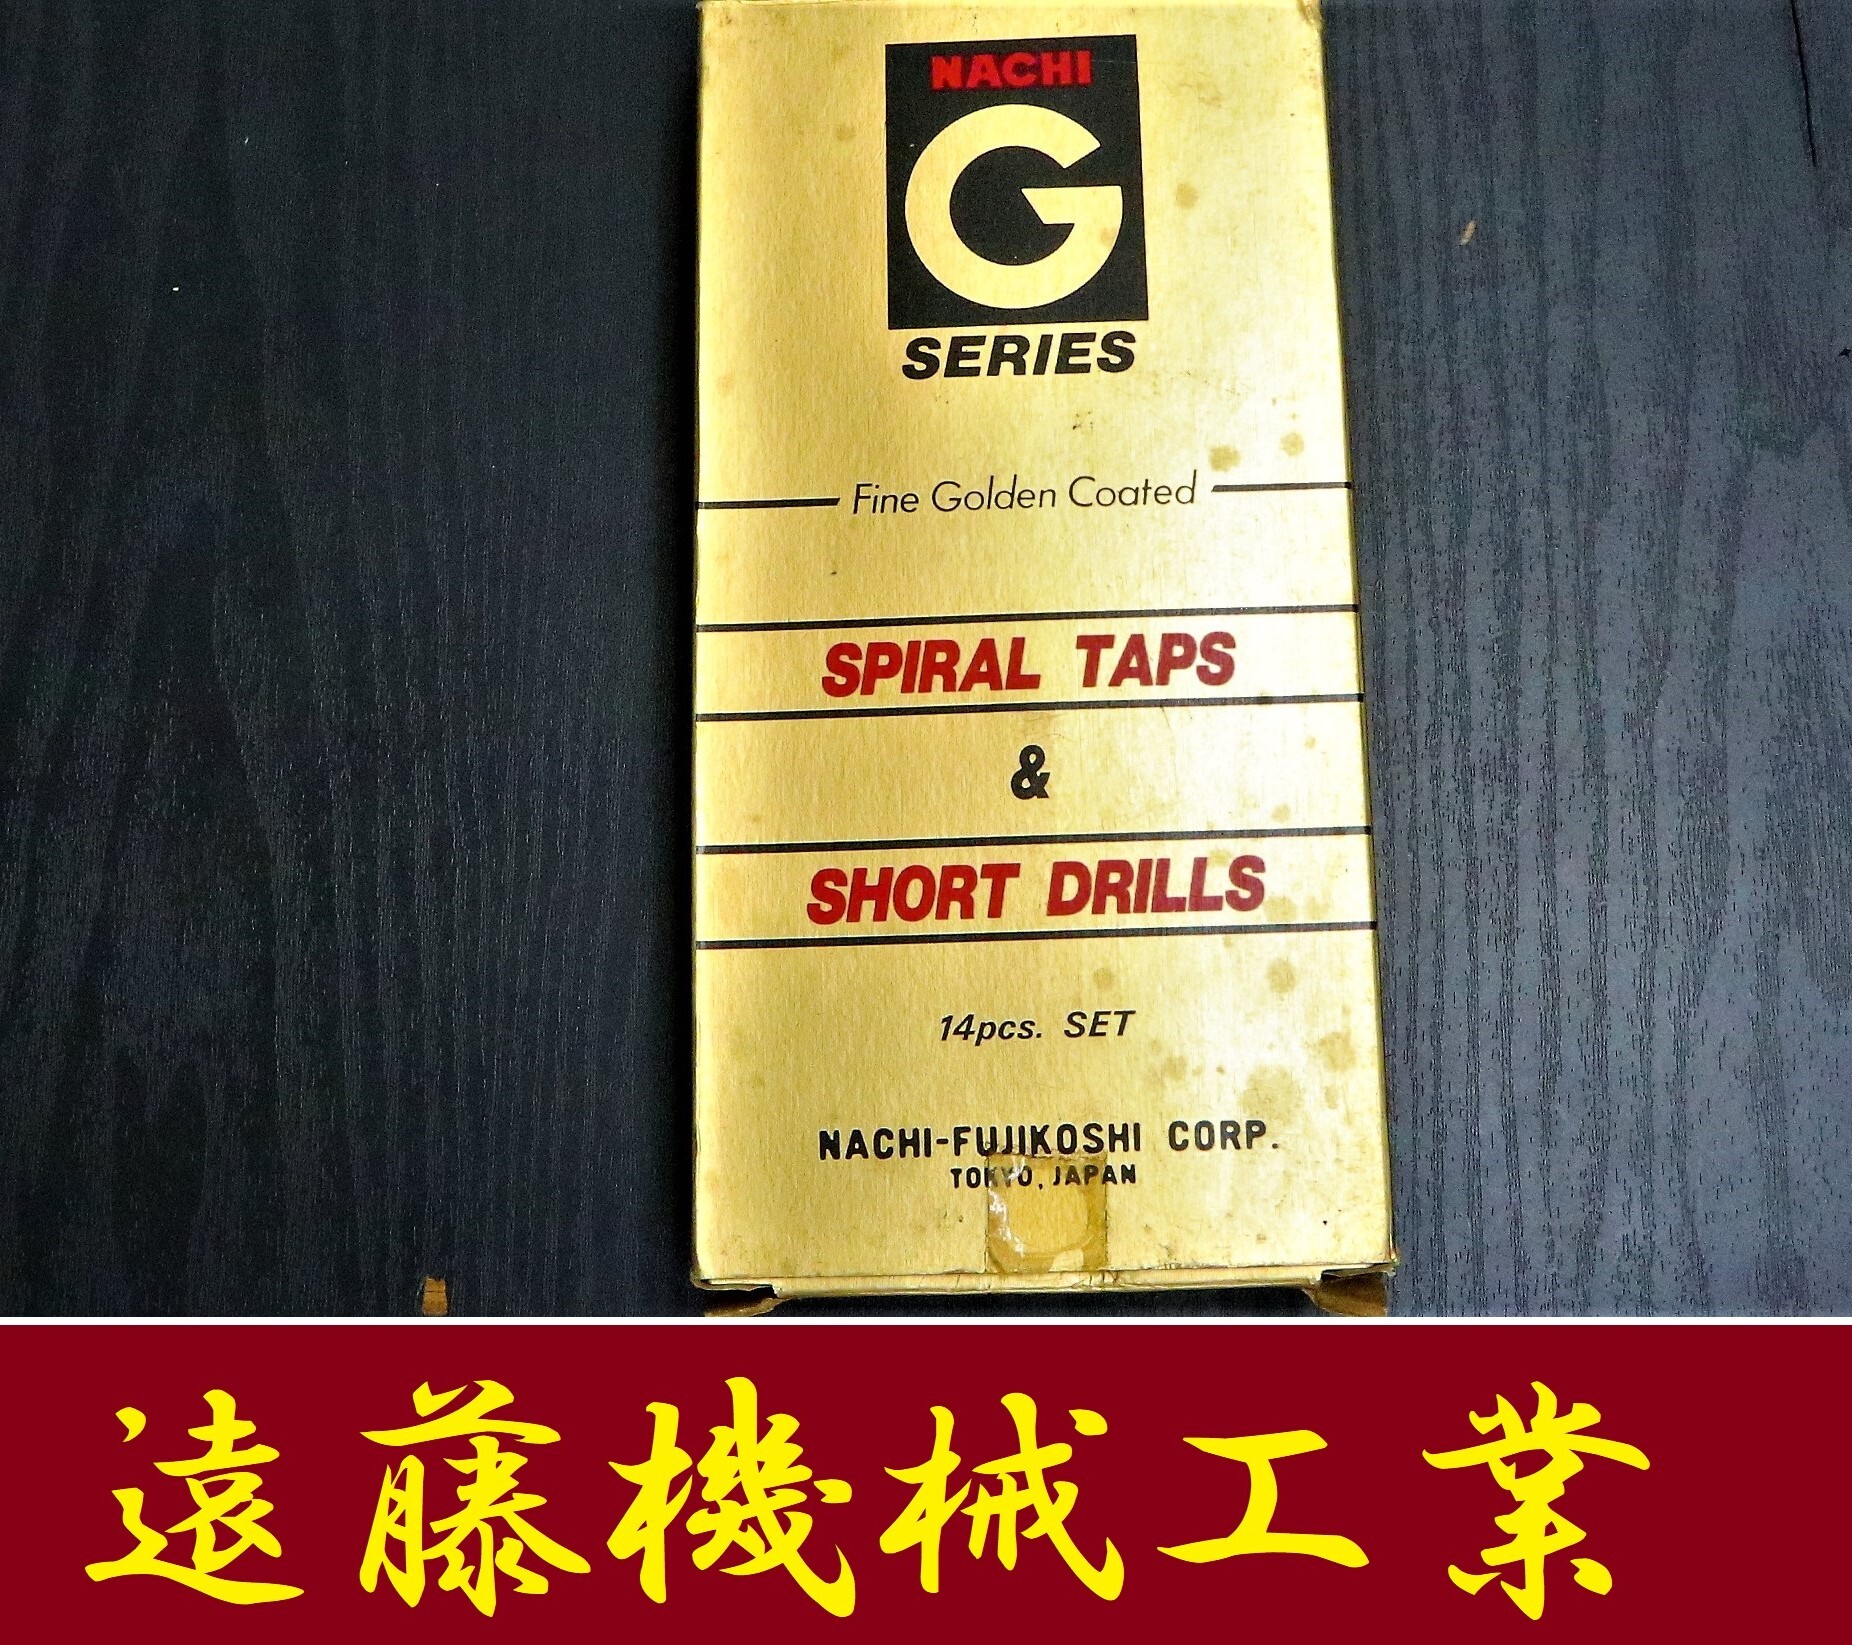 NACHI
G
SERIES
Fine Golden Coated
SPIRAL TAPS
&
SHORT DRILLS
14pcs. SET
NACHI-FUJIKOSHI CORP.
TOKYO, JAPAN
遠藤機械工業